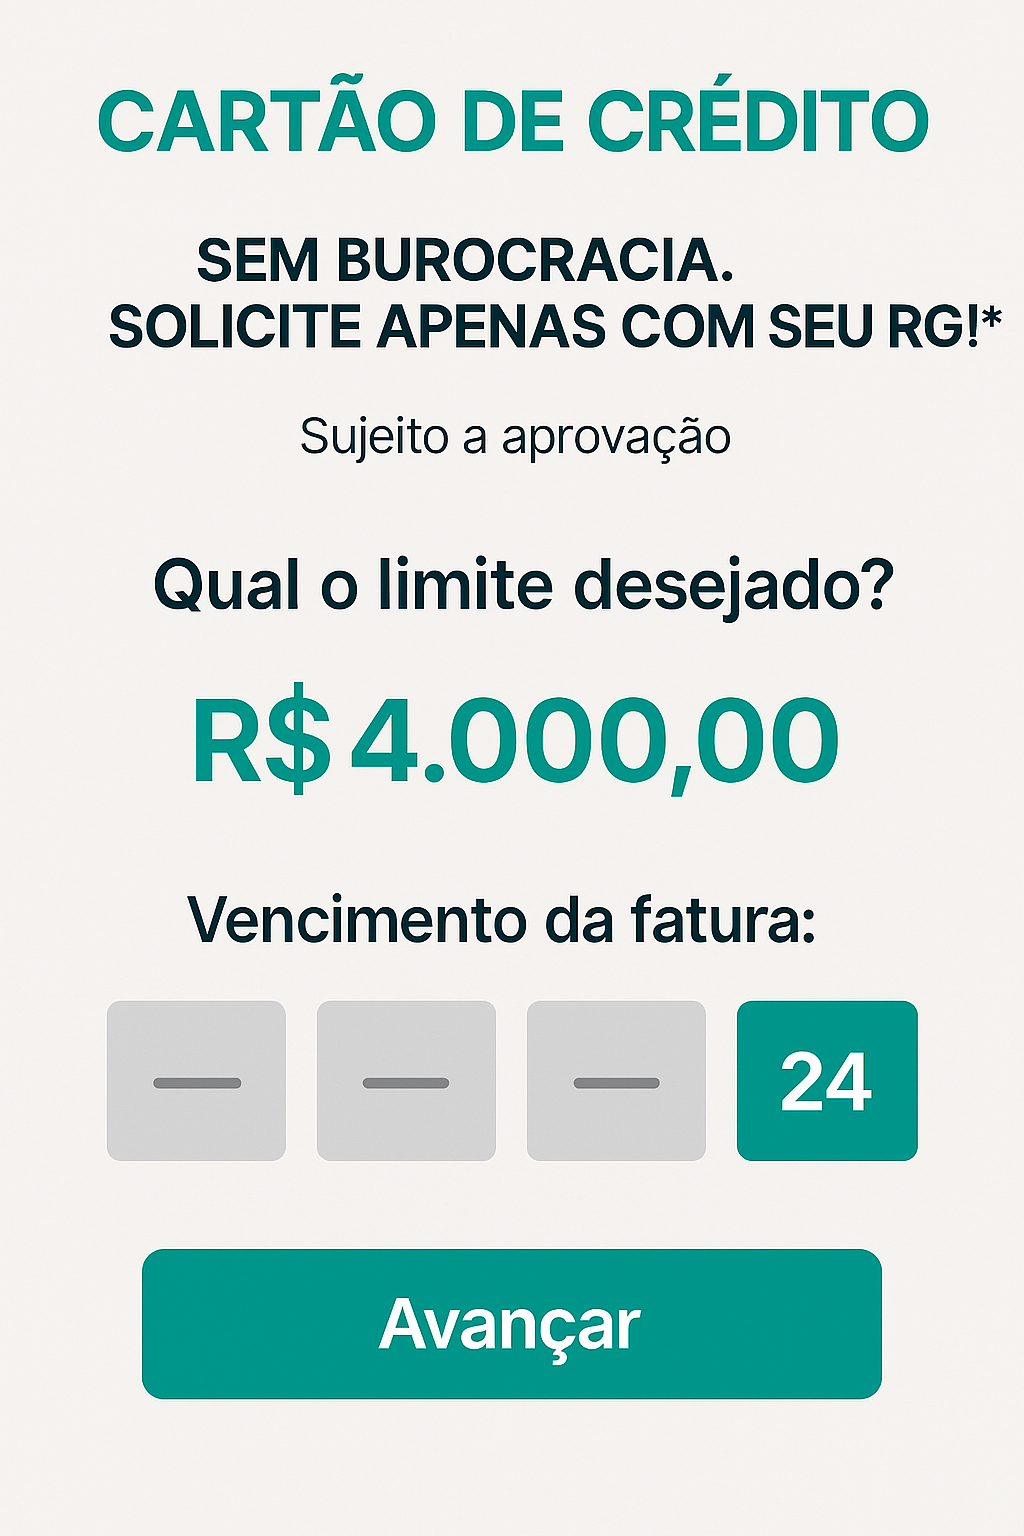 CARTÃO DE CRÉDITO
SEM BUROCRACIA.
SOLICITE APENAS COM SEU RG!*
Sujeito a aprovação
Qual o limite desejado?
R$ 4.000,00
Vencimento da fatura:
— — — 24
Avançar